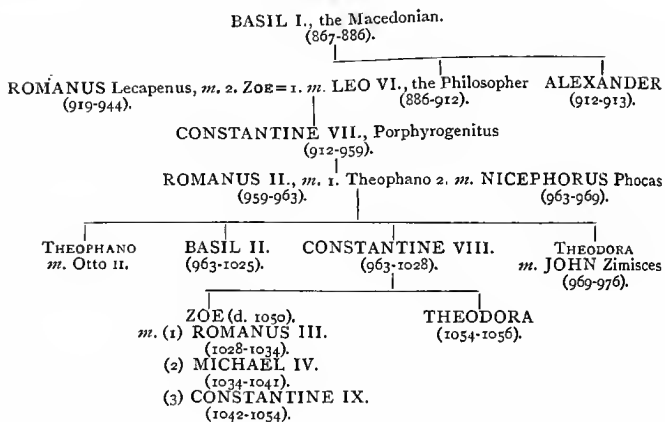 BASIL I., the Macedonian.
(867-886).
ROMANUS Lecapenus, m. 2. ZOE = 1. m. LEO VI., the Philosopher ALEXANDER
(919-944). (886-912). (912-913).
CONSTANTINE VII., Porphyrogenitus
(912-959).
ROMANUS II., m. 1. Theophano 2. m. NICEPHORUS Phocas
(959-963). (963-969).
THEOPHANO BASIL II. CONSTANTINE VIII. THEODORA
m. Otto II. (963-1025). (963-1028). m. JOHN Zimisces
(969-976).
ZOE (d. 1050). THEODORA
m. (1) ROMANUS III. (1054-1056).
(1028-1034).
(2) MICHAEL IV.
(1034-1041).
(3) CONSTANTINE IX.
(1042-1054).